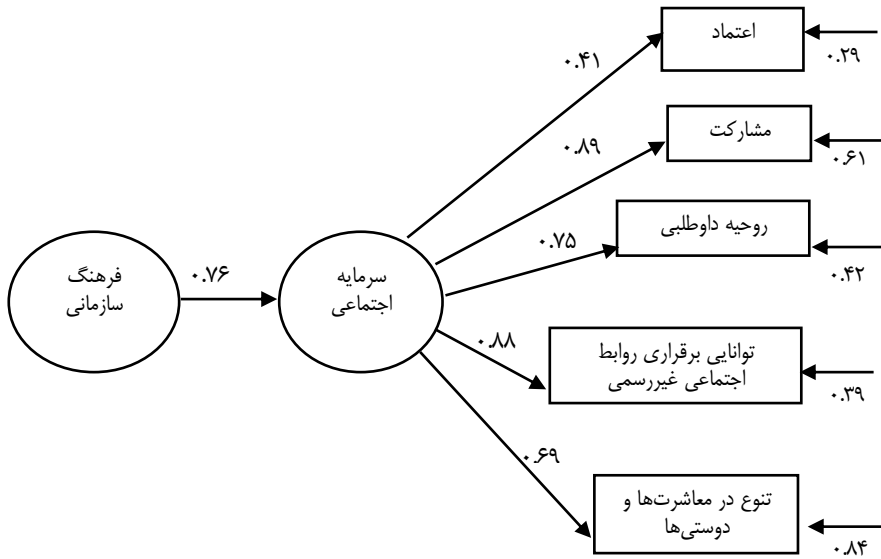 اعتماد
۰.۲۹
۰.۴۱
مشارکت
۰.۸۹
۰.۶۱
روحیه داوطلبی
۰.۷۵
۰.۴۲
فرهنگ
سازمانی
۰.۷۶
سرمایه
اجتماعی
توانایی برقراری روابط
اجتماعی غیررسمی
۰.۸۸
۰.۳۹
۰.۶۹
تنوع در معاشرت‌ها و
دوستی‌ها
۰.۸۴